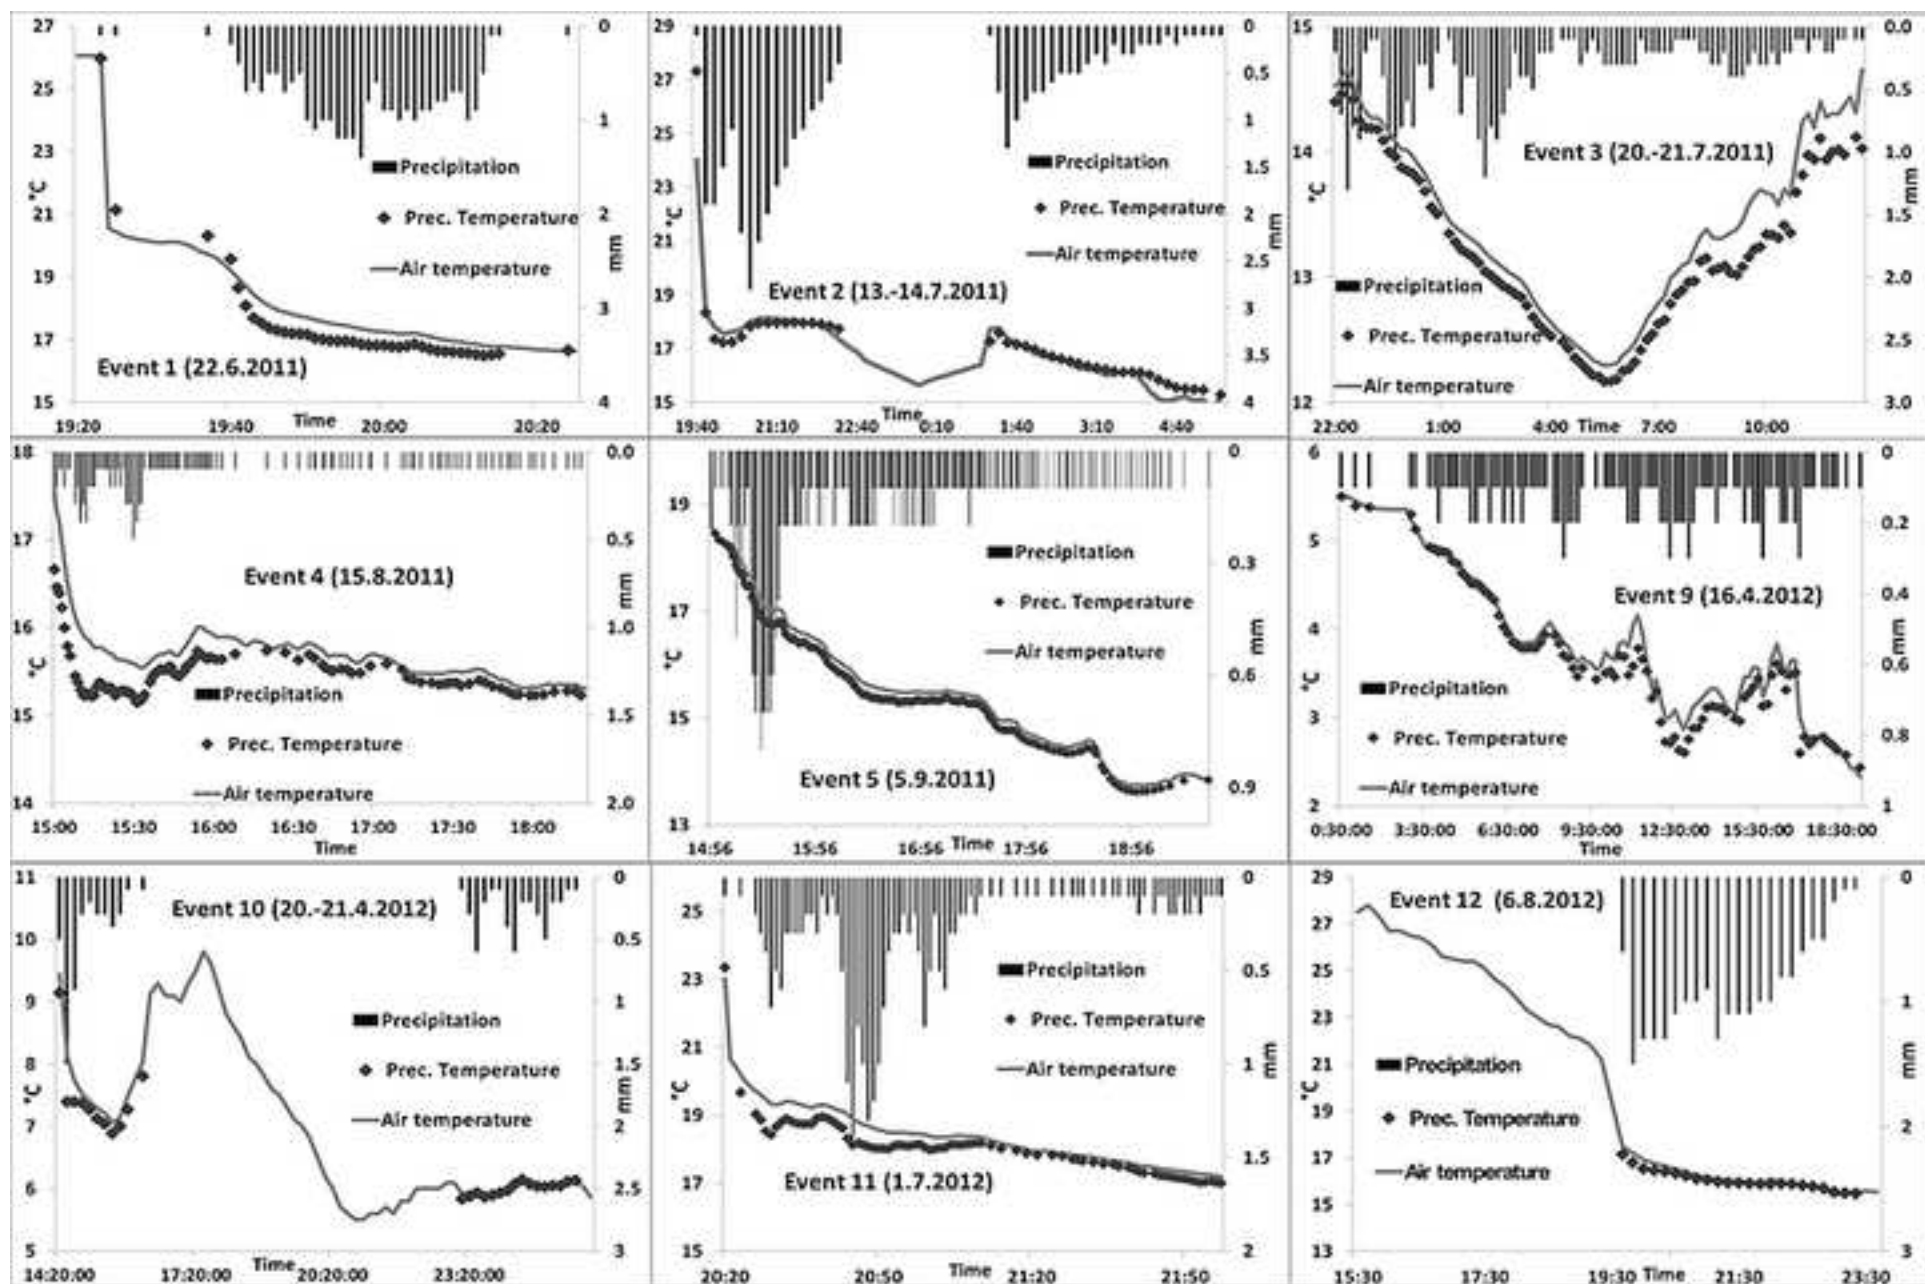 27
25
23
21
19
17
15
°C
0
1
2
3
4
mm
Precipitation
Prec. Temperature
Air temperature
Event 1 (22.6.2011)
19:20
19:40
20:00
20:20
Time
29
27
25
23
21
19
17
15
°C
0
0.5
1
1.5
2
2.5
3
3.5
4
mm
Precipitation
Prec. Temperature
Air temperature
Event 2 (13.-14.7.2011)
19:40
21:10
22:40
0:10
1:40
3:10
4:40
Time
15
14
13
12
°C
0.0
0.5
1.0
1.5
2.0
2.5
3.0
mm
Event 3 (20.-21.7.2011)
Precipitation
Prec. Temperature
Air temperature
22:00
1:00
4:00
Time
7:00
10:00
18
17
16
15
14
°C
0.0
0.5
1.0
1.5
2.0
mm
Event 4 (15.8.2011)
Precipitation
Prec. Temperature
Air temperature
15:00
15:30
16:00
16:30
17:00
17:30
18:00
Time
19
17
15
13
°C
0
0.3
0.6
0.9
mm
Precipitation
Prec. Temperature
Air temperature
Event 5 (5.9.2011)
14:56
15:56
16:56
Time
17:56
18:56
6
5
4
3
2
°C
0
0.2
0.4
0.6
0.8
1
mm
Event 9 (16.4.2012)
Precipitation
Prec. Temperature
Air temperature
0:30:00
3:30:00
6:30:00
9:30:00
12:30:00
15:30:00
18:30:00
Time
11
10
9
8
7
6
5
°C
0
0.5
1
1.5
2
2.5
3
mm
Event 10 (20.-21.4.2012)
Precipitation
Prec. Temperature
Air temperature
14:20:00
17:20:00
Time
20:20:00
23:20:00
25
23
21
19
17
15
°C
0
0.5
1
1.5
2
mm
Precipitation
Prec. Temperature
Air temperature
Event 11 (1.7.2012)
20:20
20:50
Time
21:20
21:50
29
27
25
23
21
19
17
16
15
13
°C
0
1
2
3
mm
Event 12 (6.8.2012)
Precipitation
Prec. Temperature
Air temperature
15:30
17:30
19:30
Time
21:30
23:30